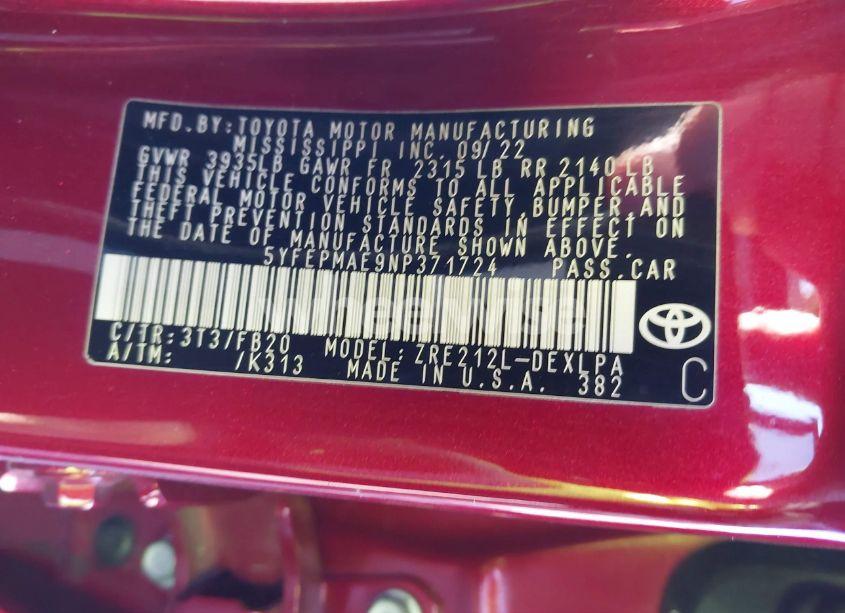 MFD.BY:TOYOTA MOTOR MANUFACTURING
MISSISSIPPI INC. 09/22
GVWR 3935LB GAWR FR 2315 LB RR 2140 LB
THIS VEHICLE CONFORMS TO ALL APPLICABLE
FEDERAL MOTOR VEHICLE SAFETY,BUMPER,AND
THEFT PREVENTION STANDARDS IN EFFECT ON
THE DATE OF MANUFACTURE SHOWN ABOVE.
5YFEPMAE9NP371724 PASS.CAR
C/TR:3T3/FB20 MODEL:ZRE212L-DEXLPA
A/TM: /K313 MADE IN U.S.A. 382
C